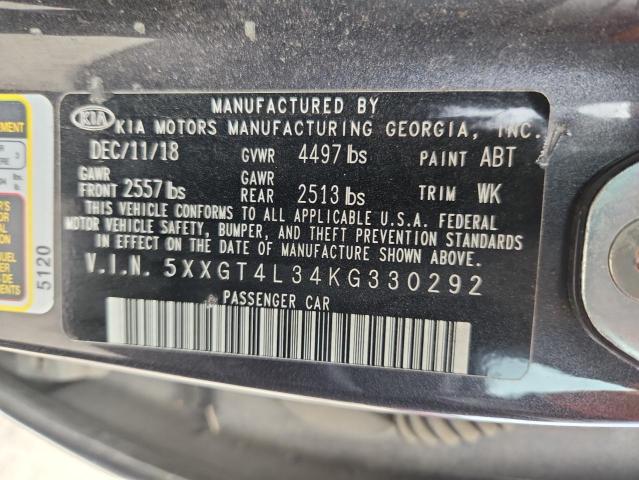 MANUFACTURED BY
KIA KIA MOTORS MANUFACTURING GEORGIA, INC.
DEC/11/18 GVWR 4497 lbs PAINT ABT
GAWR FRONT 2557 lbs GAWR REAR 2513 lbs TRIM WK
THIS VEHICLE CONFORMS TO ALL APPLICABLE U.S.A. FEDERAL
MOTOR VEHICLE SAFETY, BUMPER, AND THEFT PREVENTION STANDARDS
IN EFFECT ON THE DATE OF MANUFACTURE SHOWN ABOVE.
V.I.N. 5XXGT4L34KG330292
PASSENGER CAR
5120